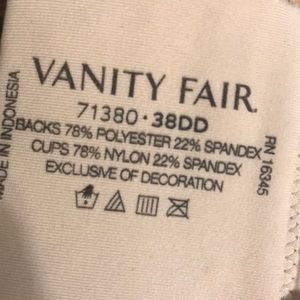 VANITY FAIR.
71380 · 38DD
BACKS 78% POLYESTER 22% SPANDEX
CUPS 78% NYLON 22% SPANDEX
EXCLUSIVE OF DECORATION
MADE IN INDONESIA
RN 16345